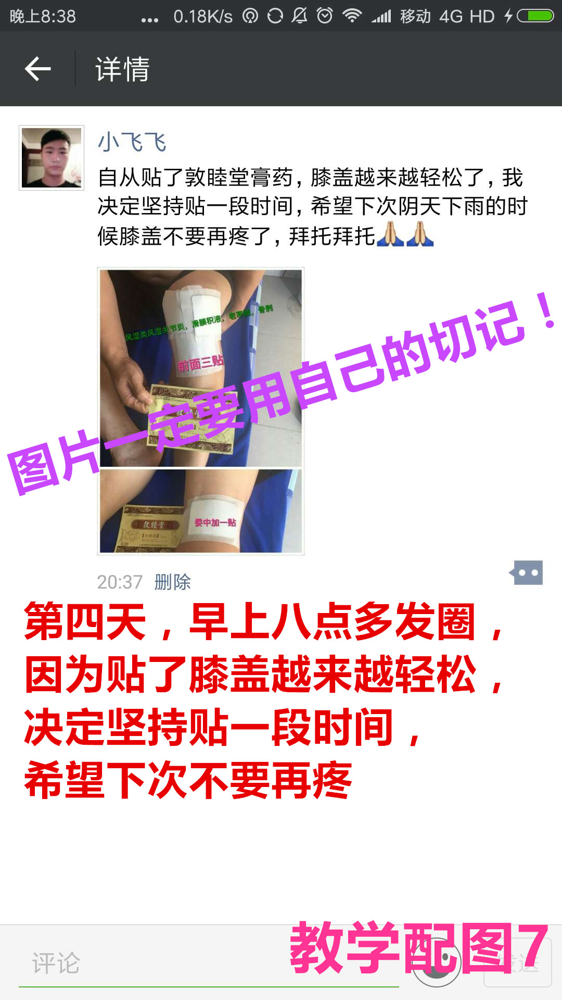 晚上8:38 ... 0.18K/s 移动 4G HD
详情
小飞飞
自从贴了敦睦堂膏药，膝盖越来越轻松了，我
决定坚持贴一段时间，希望下次阴天下雨的时
候膝盖不要再疼了，拜托拜托🙏🙏
风湿类风湿关节炎，滑膜积液，老寒腿，骨刺
前面三贴
图片一定要用自己的切记！
敦睦堂
委中加一贴
20:37 删除
第四天，早上八点多发圈，
因为贴了膝盖越来越轻松，
决定坚持贴一段时间，
希望下次不要再疼
教学配图7
评论
发送